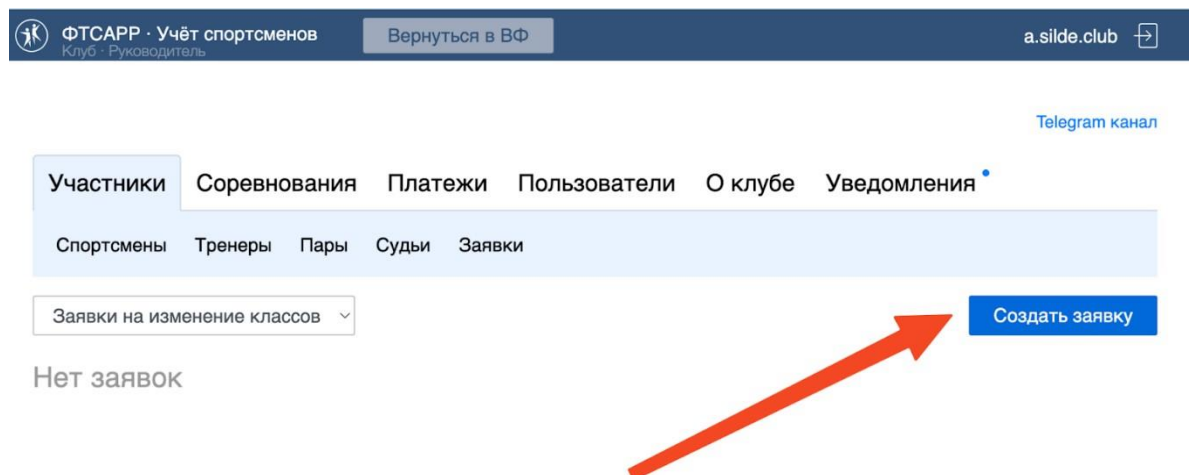 ФТСАРР · Учёт спортсменов
Клуб · Руководитель
Вернуться в ВФ
a.silde.club
Telegram канал
Участники Соревнования Платежи Пользователи О клубе Уведомления
Спортсмены Тренеры Пары Судьи Заявки
Заявки на изменение классов
Создать заявку
Нет заявок